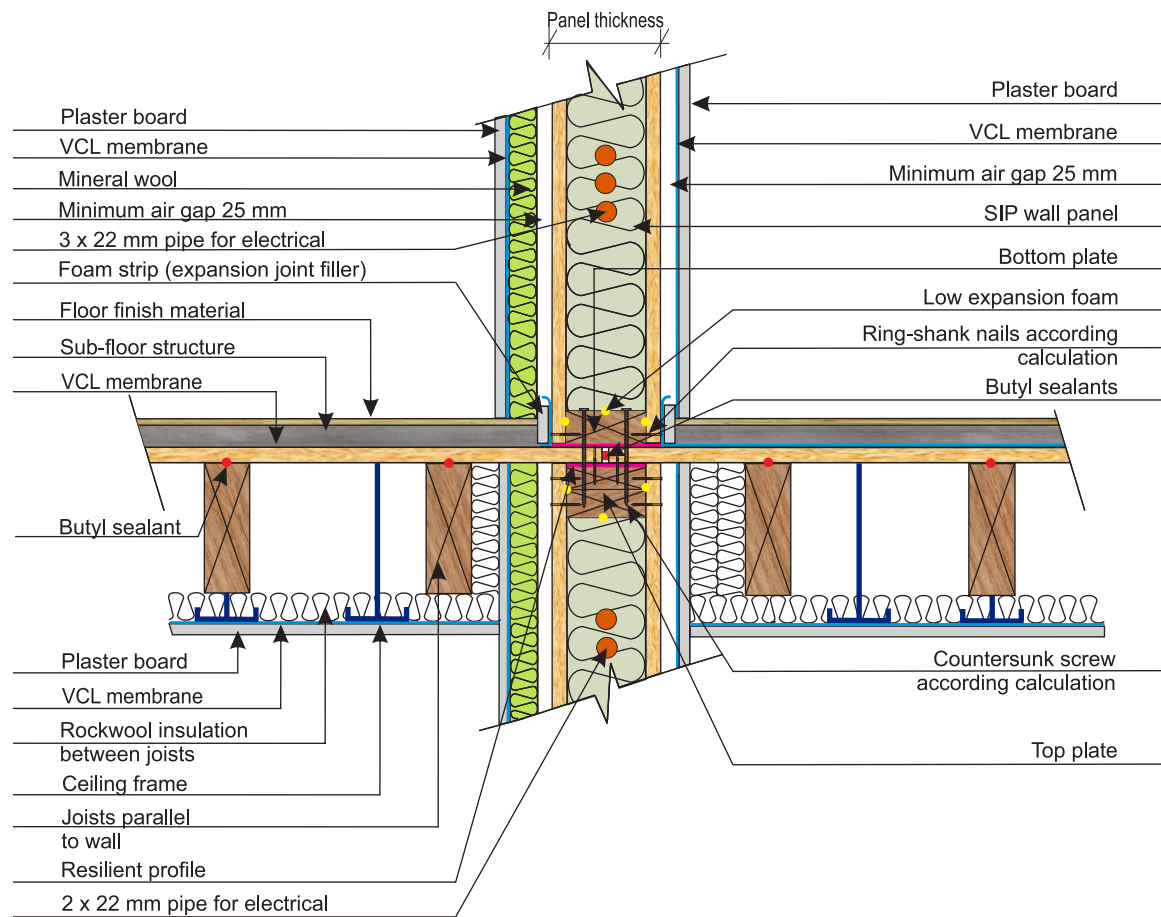 Panel thickness
Plaster board
VCL membrane
Mineral wool
Minimum air gap 25 mm
3 x 22 mm pipe for electrical
Foam strip (expansion joint filler)
Floor finish material
Sub-floor structure
VCL membrane
Butyl sealant
Plaster board
VCL membrane
Rockwool insulation
between joists
Ceiling frame
Joists parallel
to wall
Resilient profile
2 x 22 mm pipe for electrical
Plaster board
VCL membrane
Minimum air gap 25 mm
SIP wall panel
Bottom plate
Low expansion foam
Ring-shank nails according
calculation
Butyl sealants
Countersunk screw
according calculation
Top plate